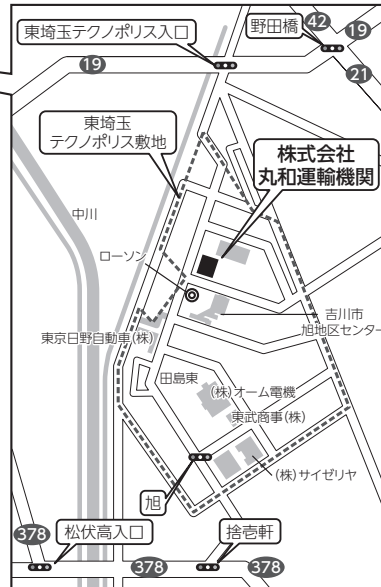 東埼玉テクノポリス入口
野田橋
42
19
19
21
東埼玉
テクノポリス敷地
株式会社
丸和運輸機関
中川
ローソン
吉川市
旭地区センター
東京日野自動車(株)
田島東
(株)オーム電機
東武商事(株)
(株)サイゼリヤ
旭
378
松伏高入口
378
捨壱軒
378